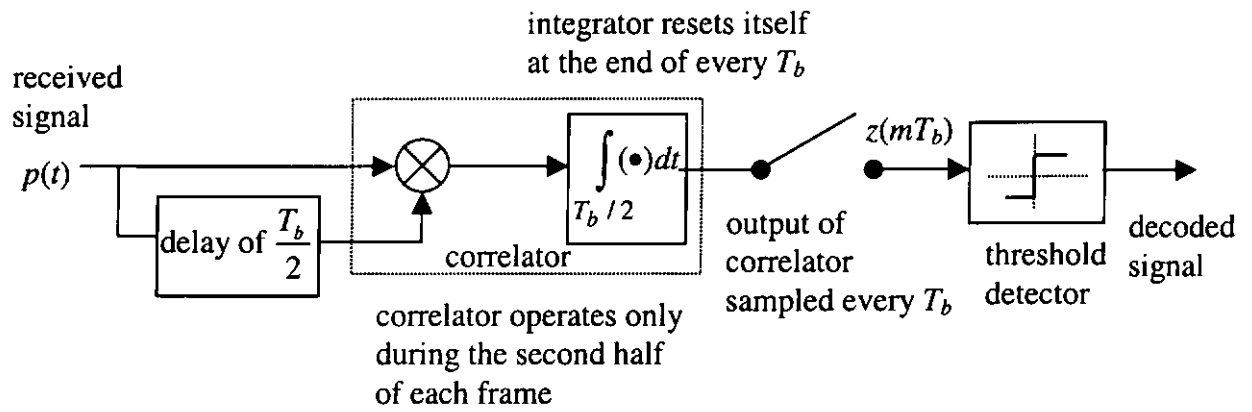 integrator resets itself
at the end of every T_b
received
signal
p(t)
∫(•)dt
T_b / 2
z(mT_b)
delay of T_b/2
correlator
output of
correlator
sampled every T_b
threshold
detector
decoded
signal
correlator operates only
during the second half
of each frame